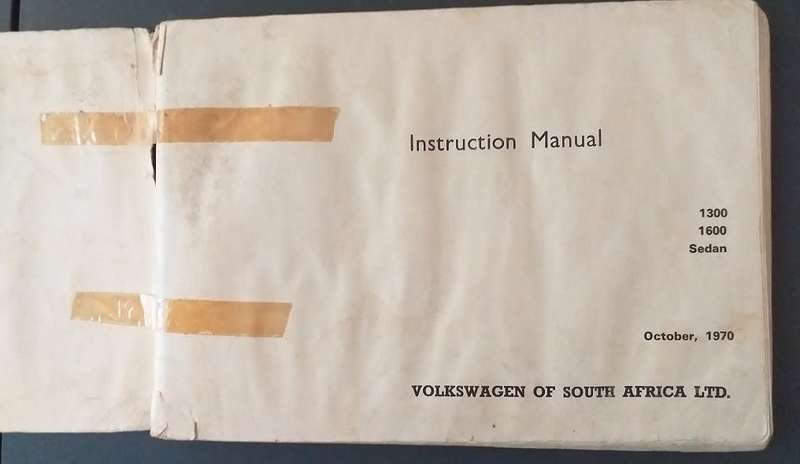 Instruction Manual
1300
1600
Sedan
October, 1970
VOLKSWAGEN OF SOUTH AFRICA LTD.